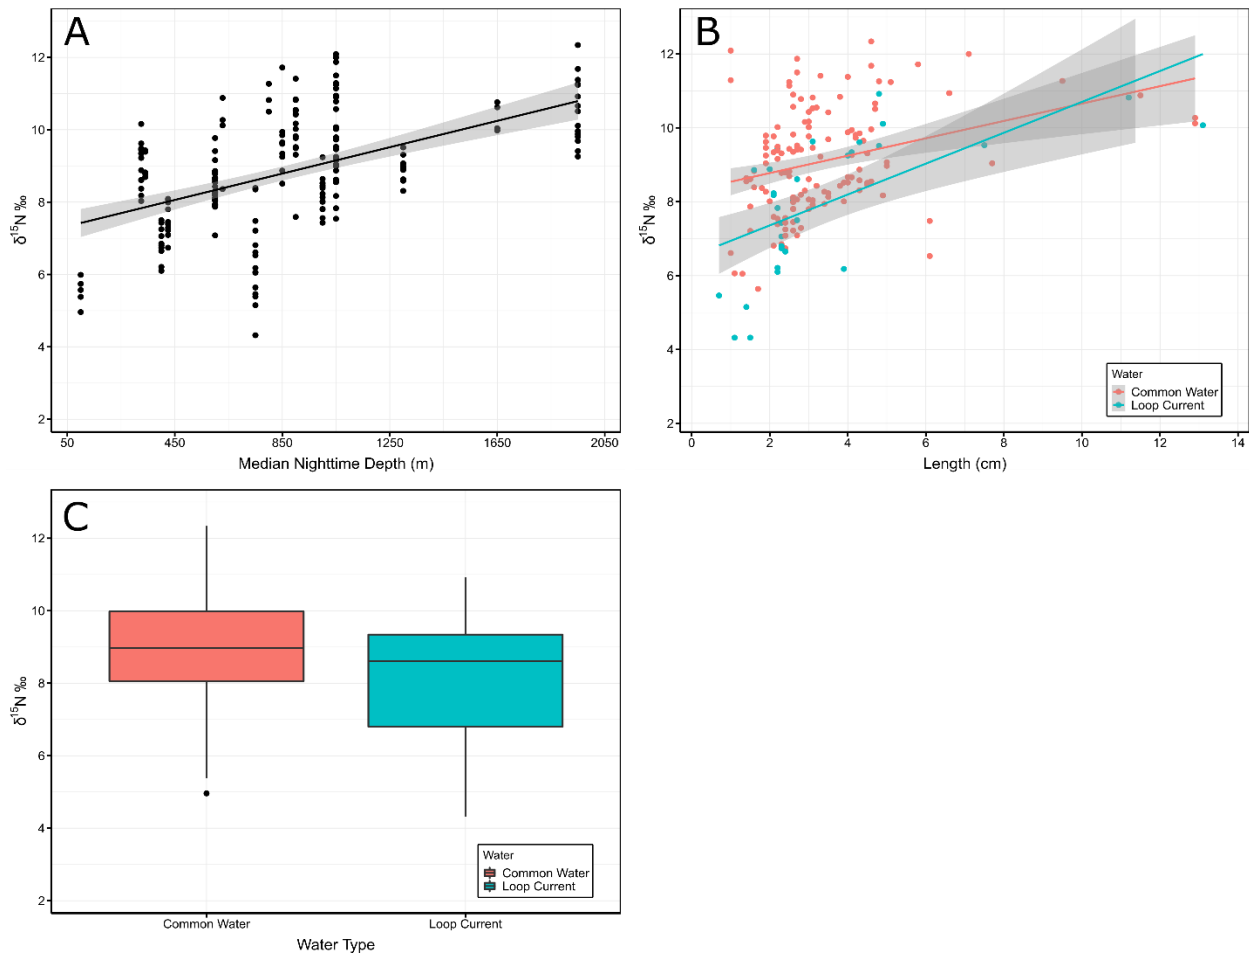 A
12
10
8
6
4
2
δ¹⁵N ‰
50
450
850
1250
1650
2050
Median Nighttime Depth (m)
B
12
10
8
6
4
2
δ¹⁵N ‰
Water
Common Water
Loop Current
0
2
4
6
8
10
12
14
Length (cm)
C
12
10
8
6
4
2
δ¹⁵N ‰
Water
Common Water
Loop Current
Common Water
Loop Current
Water Type